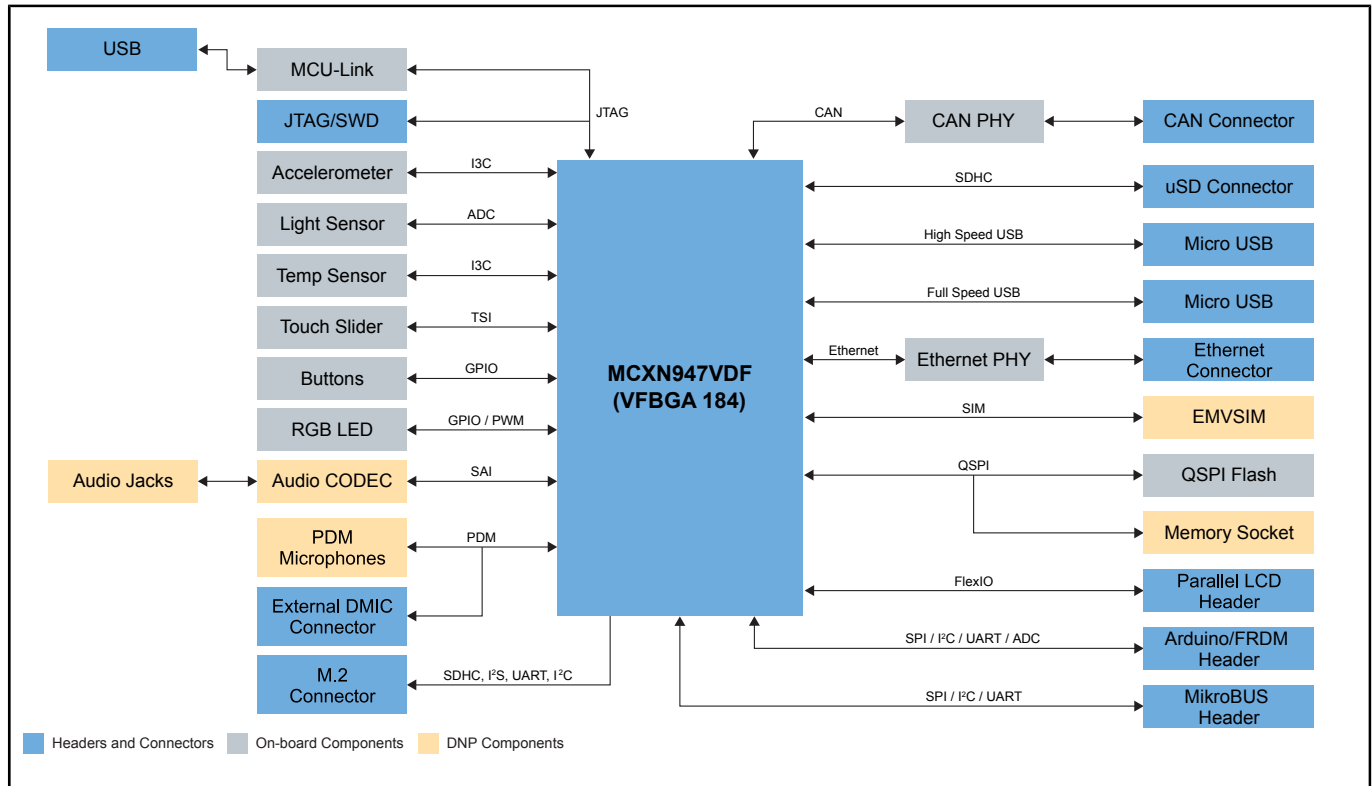 USB
MCU-Link
JTAG/SWD
JTAG
Accelerometer
I3C
Light Sensor
ADC
Temp Sensor
I3C
Touch Slider
TSI
Buttons
GPIO
RGB LED
GPIO / PWM
Audio Jacks
Audio CODEC
SAI
PDM
Microphones
PDM
External DMIC
Connector
M.2
Connector
SDHC, I²S, UART, I²C
MCXN947VDF
(VFBGA 184)
CAN
CAN PHY
CAN Connector
SDHC
uSD Connector
High Speed USB
Micro USB
Full Speed USB
Micro USB
Ethernet
Ethernet PHY
Ethernet
Connector
SIM
EMVSIM
QSPI
QSPI Flash
Memory Socket
FlexIO
Parallel LCD
Header
SPI / I²C / UART / ADC
Arduino/FRDM
Header
SPI / I²C / UART
MikroBUS
Header
Headers and Connectors
On-board Components
DNP Components